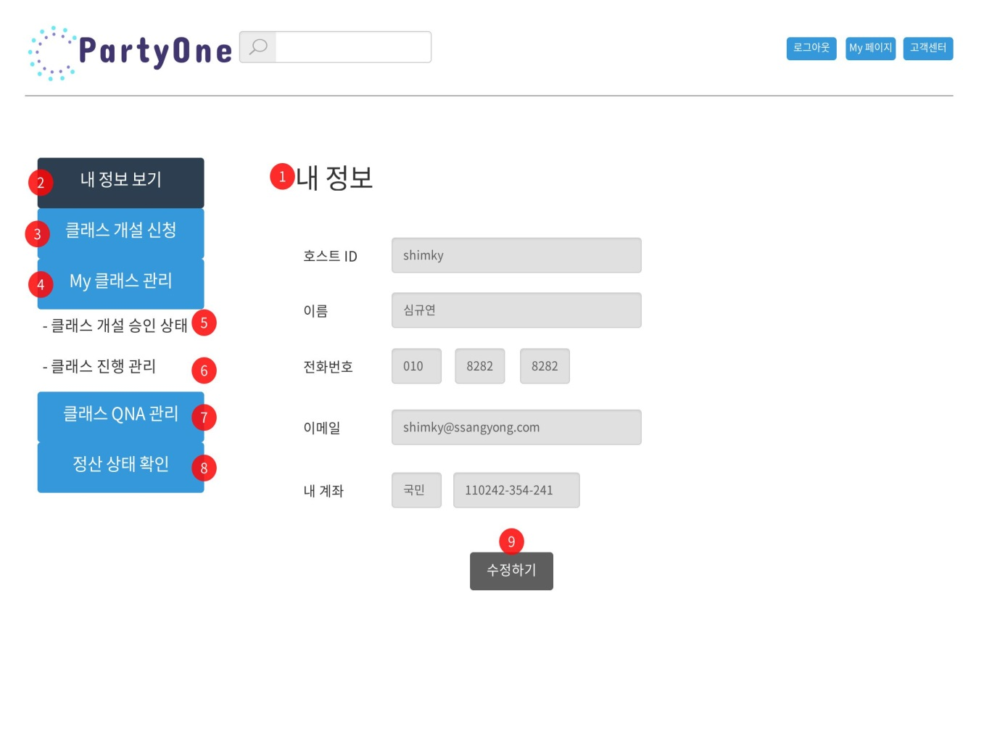 PartyOne
로그아웃 My 페이지 고객센터
1 내 정보
2 내 정보 보기
3 클래스 개설 신청
4 My 클래스 관리
- 클래스 개설 승인 상태 5
- 클래스 진행 관리 6
클래스 QNA 관리 7
정산 상태 확인 8
호스트 ID shimky
이름 심규연
전화번호 010 8282 8282
이메일 shimky@ssangyong.com
내 계좌 국민 110242-354-241
9
수정하기